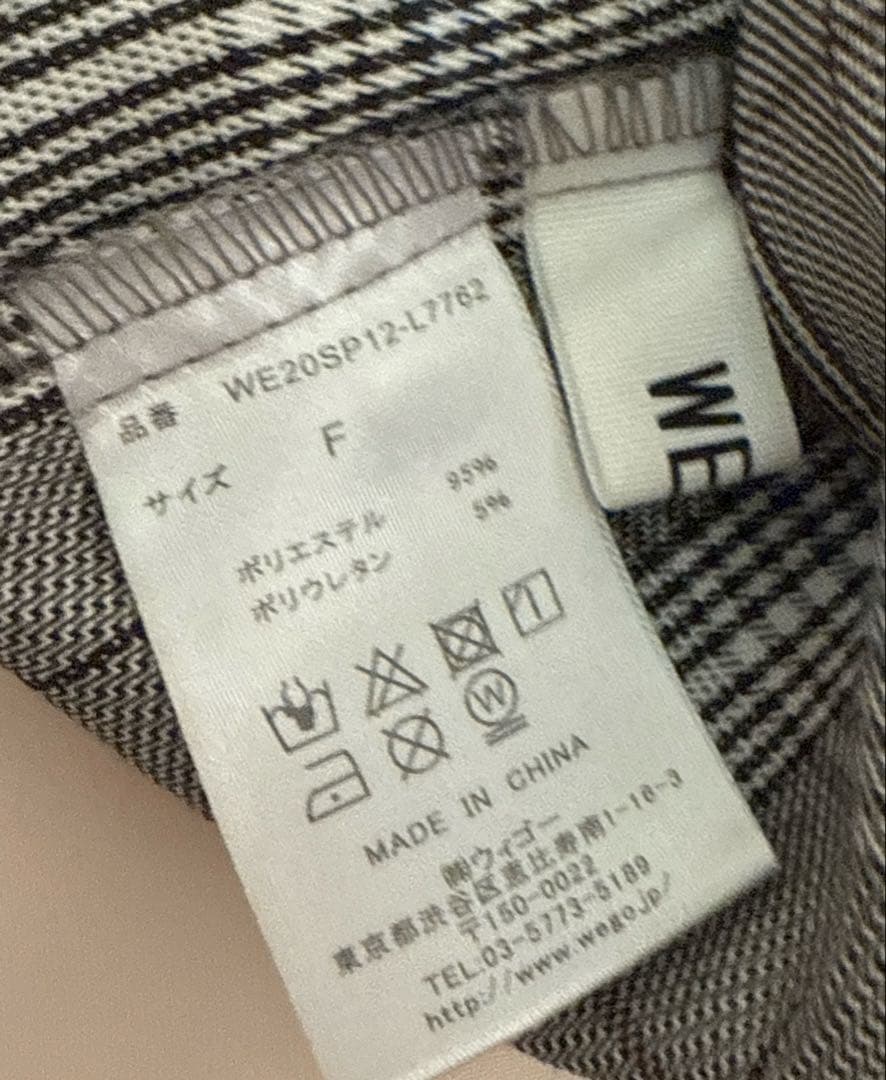 品番 WE20SP12-L7762
サイズ F
ポリエステル 95%
ポリウレタン 5%
W
MADE IN CHINA
㈱ウィゴー
東京都渋谷区恵比寿南1-16-3
〒150-0022
TEL.03-5773-5189
http://www.wego.jp/
WE